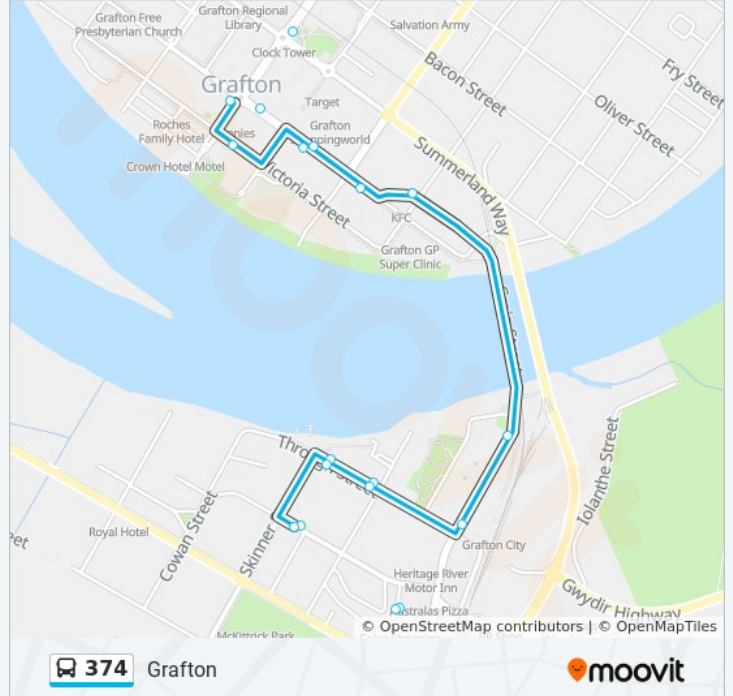 Grafton Free
Presbyterian Church
Grafton Regional
Library
Salvation Army
Clock Tower
Bacon Street
Fry Street
Grafton
Target
Oliver Street
Roches
Family Hotel
Grafton
Crown Hotel Motel
Summerland Way
Victoria Street
KFC
Grafton GP
Super Clinic
Street
Iolanthe Street
Cowan Street
Royal Hotel
Skinner
Grafton City
Heritage River
Motor Inn
Gwydir Highway
Pizza
McKittrick Park
© OpenStreetMap contributors | © OpenMapTiles
374 Grafton
moovit